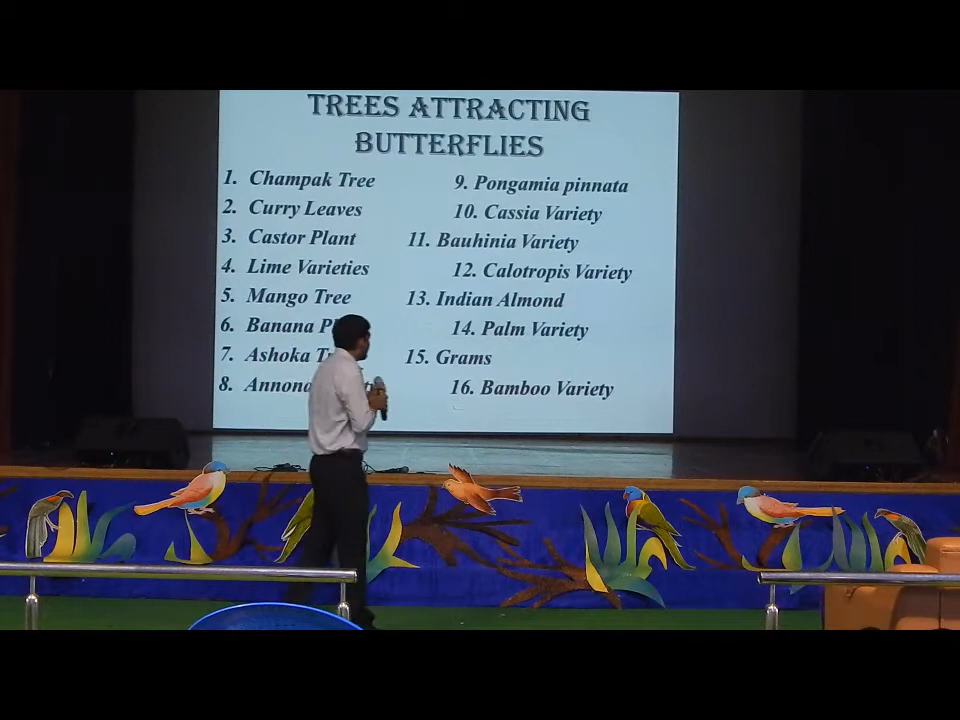 TREES ATTRACTING
BUTTERFLIES
1. Champak Tree
2. Curry Leaves
3. Castor Plant
4. Lime Varieties
5. Mango Tree
6. Banana
7. Ashoka
8.
9. Pongamia pinnata
10. Cassia Variety
11. Bauhinia Variety
12. Calotropis Variety
13. Indian Almond
14. Palm Variety
15. Grams
16. Bamboo Variety